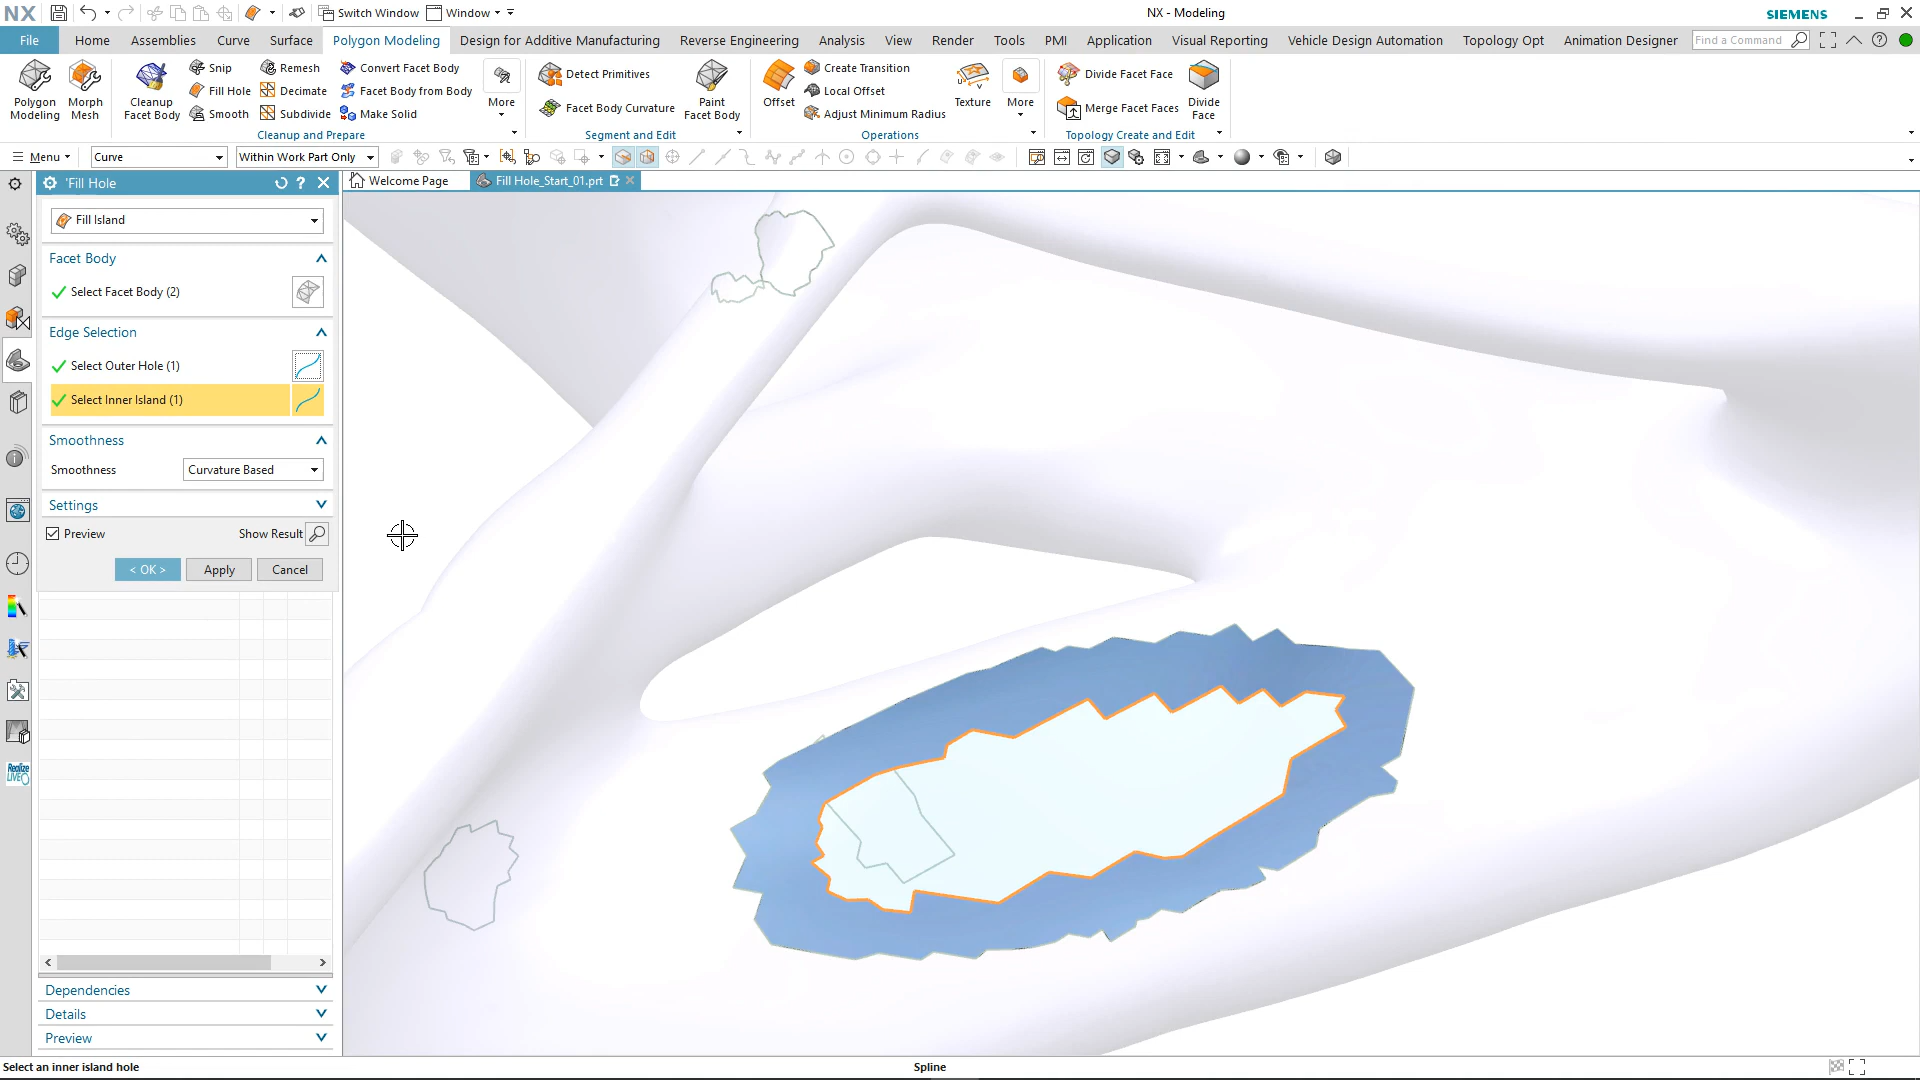 NX
Switch Window
Window
NX - Modeling
SIEMENS
File
Home
Assemblies
Curve
Surface
Polygon Modeling
Design for Additive Manufacturing
Reverse Engineering
Analysis
View
Render
Tools
PMI
Application
Visual Reporting
Vehicle Design Automation
Topology Opt
Animation Designer
Find a Command
Polygon Modeling
Morph Mesh
Cleanup Facet Body
Snip
Fill Hole
Smooth
Remesh
Decimate
Subdivide
Convert Facet Body
Facet Body from Body
Make Solid
More
Cleanup and Prepare
Detect Primitives
Facet Body Curvature
Paint Facet Body
Segment and Edit
Offset
Create Transition
Local Offset
Adjust Minimum Radius
Texture
More
Operations
Divide Facet Face
Merge Facet Faces
Divide Face
Topology Create and Edit
Menu
Curve
Within Work Part Only
'Fill Hole
Welcome Page
Fill Hole_Start_01.prt
Fill Island
Facet Body
Select Facet Body (2)
Edge Selection
Select Outer Hole (1)
Select Inner Island (1)
Smoothness
Smoothness
Curvature Based
Settings
Preview
Show Result
< OK >
Apply
Cancel
Realize
LIVE
Dependencies
Details
Preview
Select an inner island hole
Spline